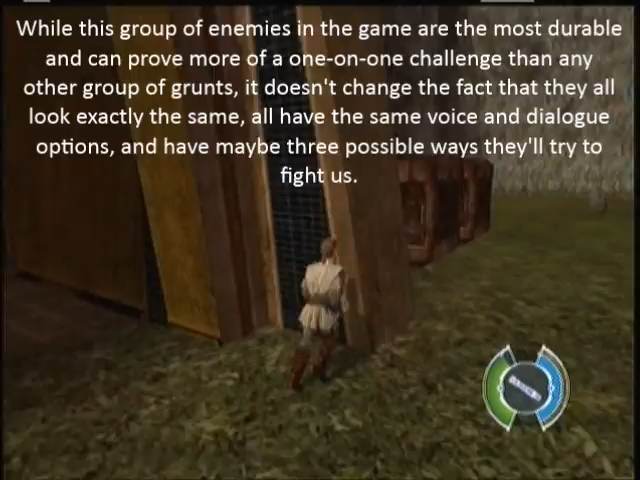 While this group of enemies in the game are the most durable
and can prove more of a one-on-one challenge than any
other group of grunts, it doesn't change the fact that they all
look exactly the same, all have the same voice and dialogue
options, and have maybe three possible ways they'll try to
fight us.